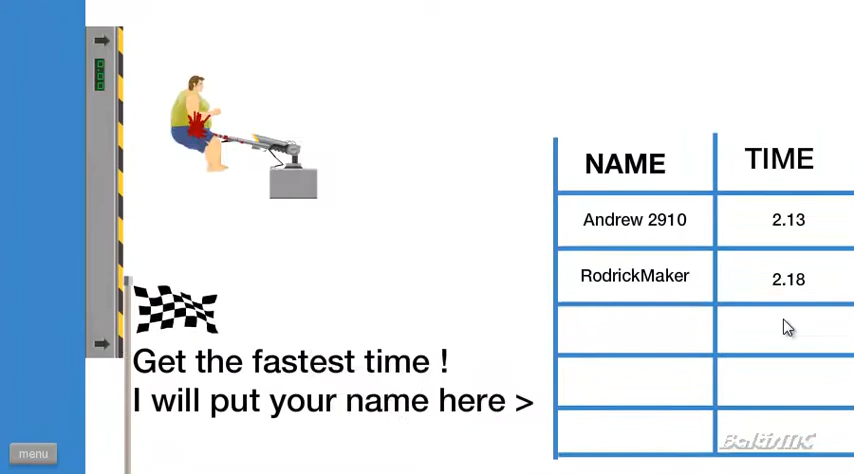 NAME TIME
Andrew 2910 2.13
RodrickMaker 2.18
Get the fastest time !
I will put your name here >
menu